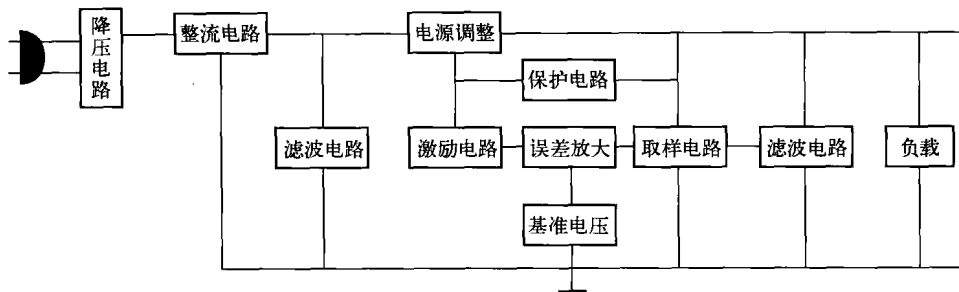 降压电路
整流电路
电源调整
保护电路
滤波电路
激励电路
误差放大
取样电路
滤波电路
负载
基准电压